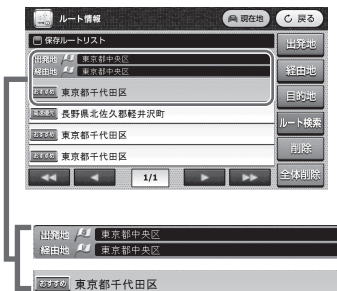 ルート情報 現在地 戻る
保存ルートリスト
出発地 東京都中央区
経由地 東京都中央区
おすすめ 東京都千代田区
長野県北佐久郡軽井沢町
おすすめ 東京都千代田区
おすすめ 東京都千代田区
1/1
出発地
経由地
目的地
ルート検索
削除
全体削除
出発地 東京都中央区
経由地 東京都中央区
おすすめ 東京都千代田区